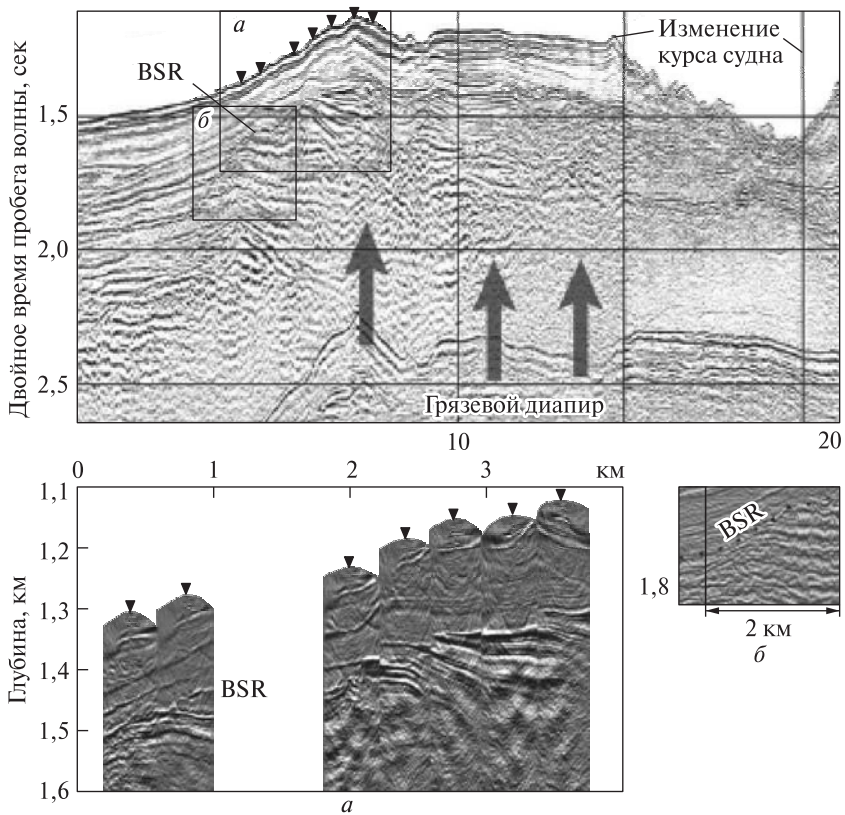 а
Изменение
курса судна
BSR
б
Двойное время пробега волны, сек
1,5
2,0
2,5
Грязевой диапир
10
20
0
1
2
3
км
1,1
1,2
1,3
1,4
1,5
1,6
Глубина, км
BSR
а
BSR
1,8
2 км
б